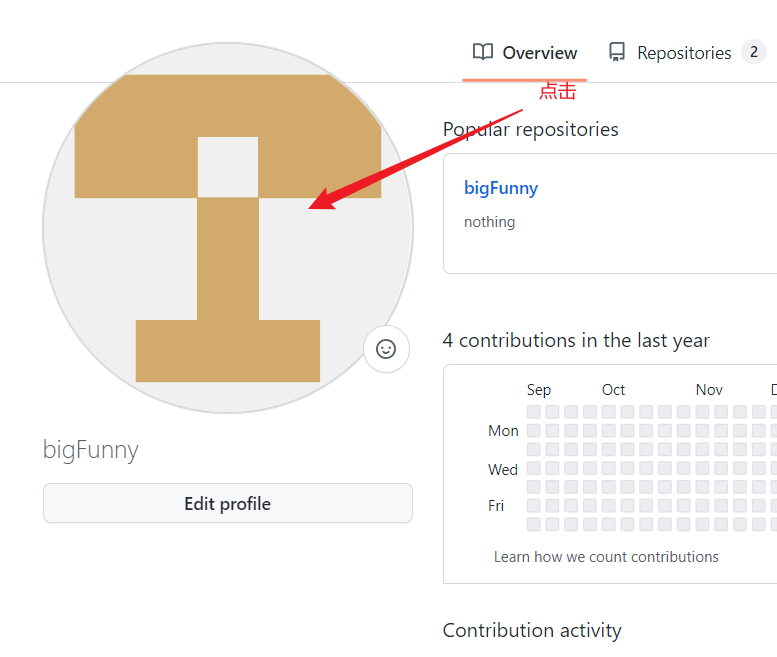 Overview
Repositories 2
点击
Popular repositories
bigFunny
nothing
4 contributions in the last year
Sep Oct Nov D
Mon
Wed
Fri
Learn how we count contributions
Contribution activity
bigFunny
Edit profile